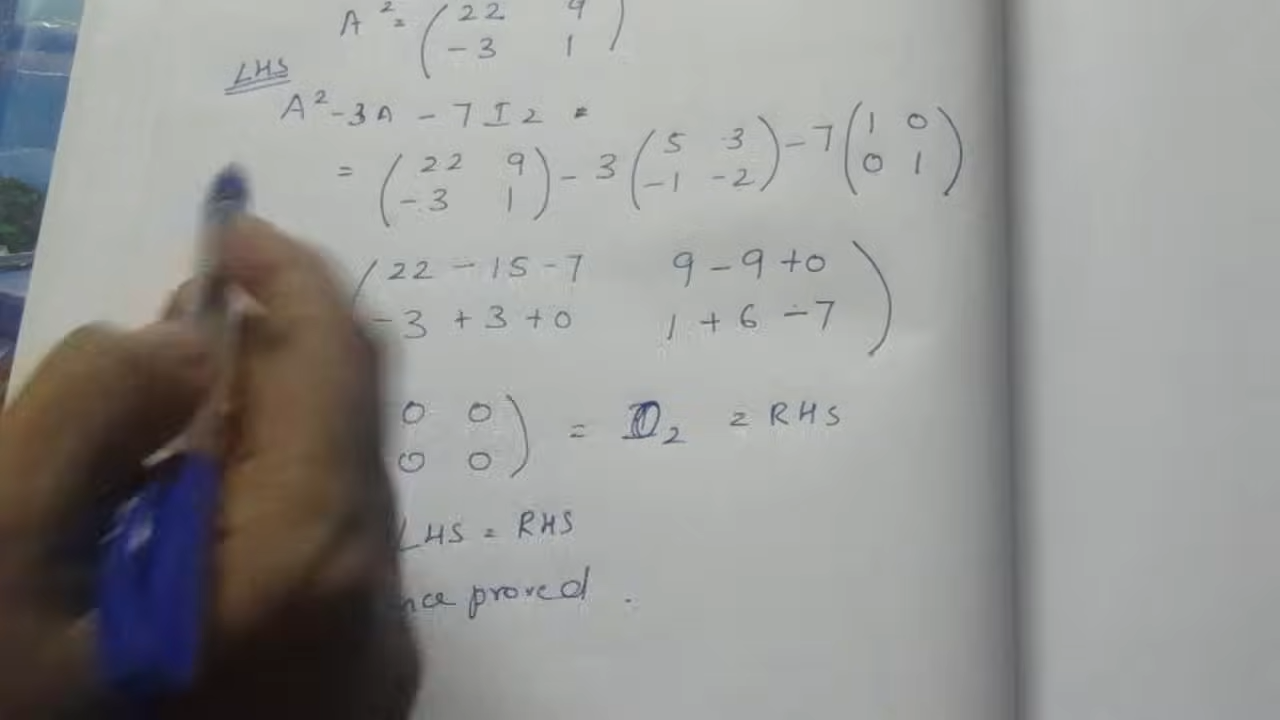 A² = ( 22 9
-3 1 )
LHS
A² - 3A - 7I2 =
= ( 22 9 ) - 3 ( 5 3 ) - 7 ( 1 0 )
( -3 1 ) ( -1 -2 ) ( 0 1 )
( 22 - 15 - 7 9 - 9 + 0 )
-3 + 3 + 0 1 + 6 - 7
0 0 ) = O2 = RHS
0 0
LHS = RHS
nce proved .